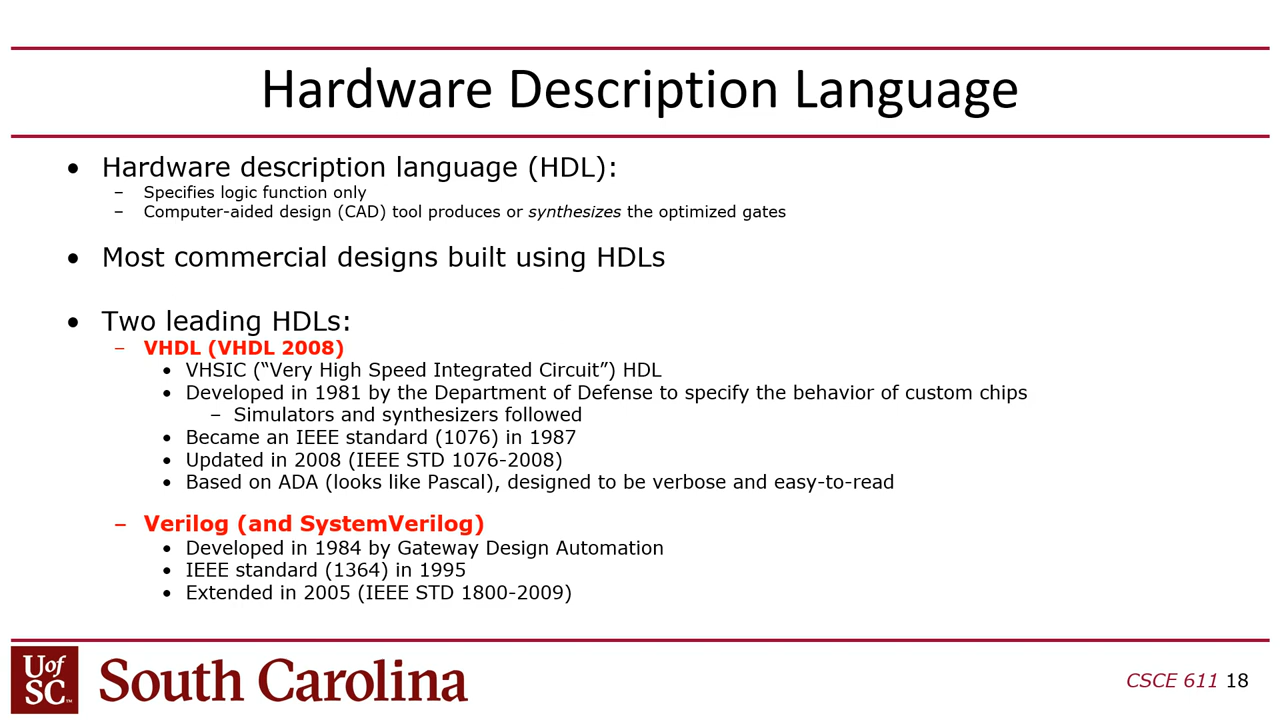 Hardware Description Language
• Hardware description language (HDL):
– Specifies logic function only
– Computer-aided design (CAD) tool produces or synthesizes the optimized gates
• Most commercial designs built using HDLs
• Two leading HDLs:
– VHDL (VHDL 2008)
• VHSIC (“Very High Speed Integrated Circuit”) HDL
• Developed in 1981 by the Department of Defense to specify the behavior of custom chips
– Simulators and synthesizers followed
• Became an IEEE standard (1076) in 1987
• Updated in 2008 (IEEE STD 1076-2008)
• Based on ADA (looks like Pascal), designed to be verbose and easy-to-read
– Verilog (and SystemVerilog)
• Developed in 1984 by Gateway Design Automation
• IEEE standard (1364) in 1995
• Extended in 2005 (IEEE STD 1800-2009)
U of
SC™
South Carolina
CSCE 611 18